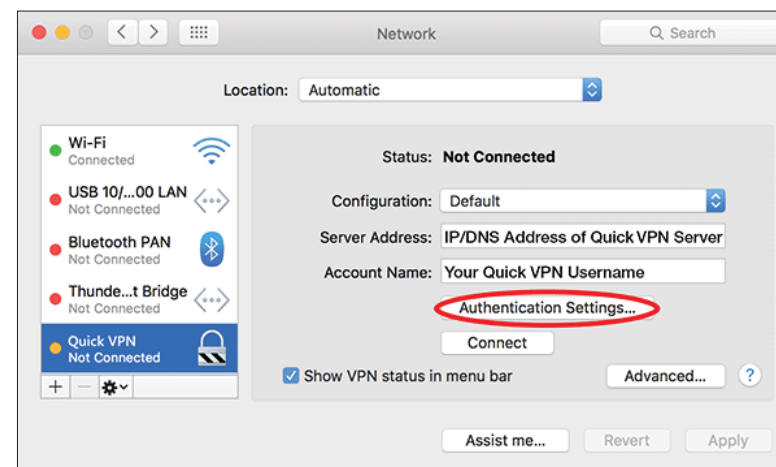 Network
Search
Location: Automatic
Wi-Fi
Connected
USB 10/...00 LAN
Not Connected
Bluetooth PAN
Not Connected
Thunde...t Bridge
Not Connected
Quick VPN
Not Connected
Status: Not Connected
Configuration: Default
Server Address: IP/DNS Address of Quick VPN Server
Account Name: Your Quick VPN Username
Authentication Settings...
Connect
Show VPN status in menu bar
Advanced... ?
Assist me... Revert Apply